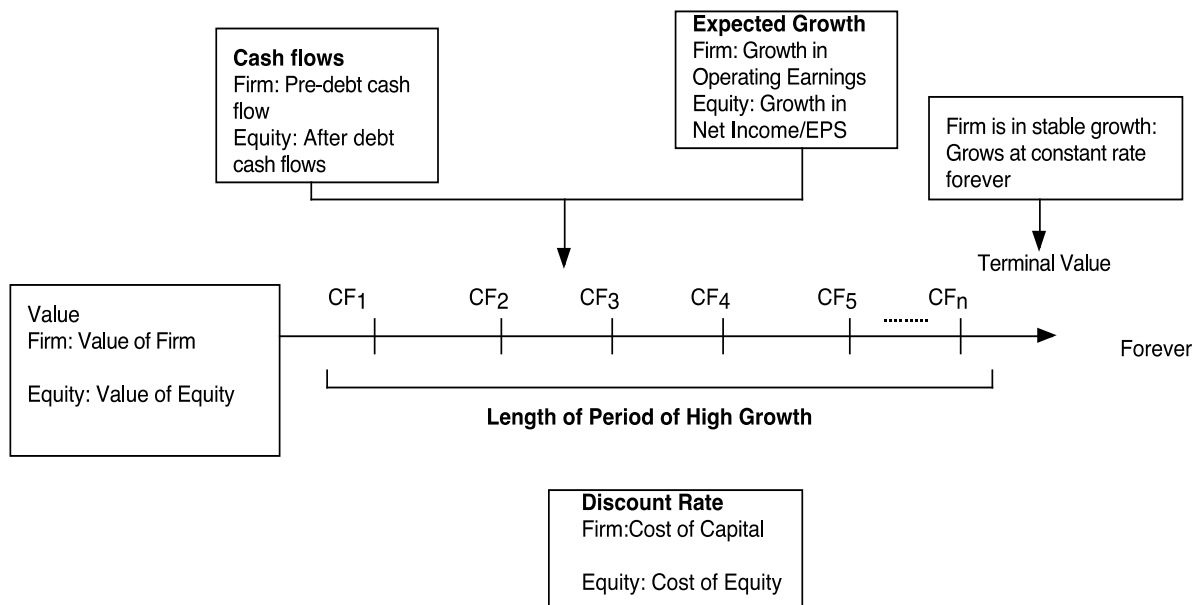 Cash flows
Firm: Pre-debt cash
flow
Equity: After debt
cash flows
Expected Growth
Firm: Growth in
Operating Earnings
Equity: Growth in
Net Income/EPS
Firm is in stable growth:
Grows at constant rate
forever
Terminal Value
CF1 CF2 CF3 CF4 CF5 ........ CFn
Value
Firm: Value of Firm
Equity: Value of Equity
Forever
Length of Period of High Growth
Discount Rate
Firm:Cost of Capital
Equity: Cost of Equity